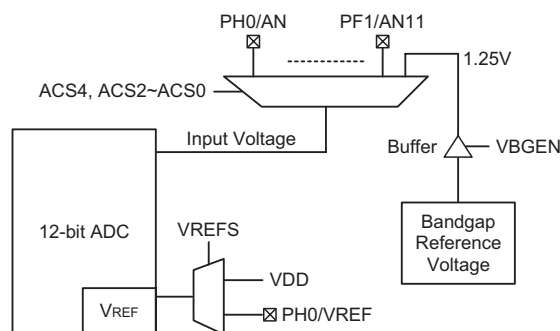 PH0/AN
PF1/AN11
1.25V
ACS4, ACS2~ACS0
Input Voltage
Buffer
VBGEN
12-bit ADC
Bandgap
Reference
Voltage
VREFS
VDD
VREF
PH0/VREF